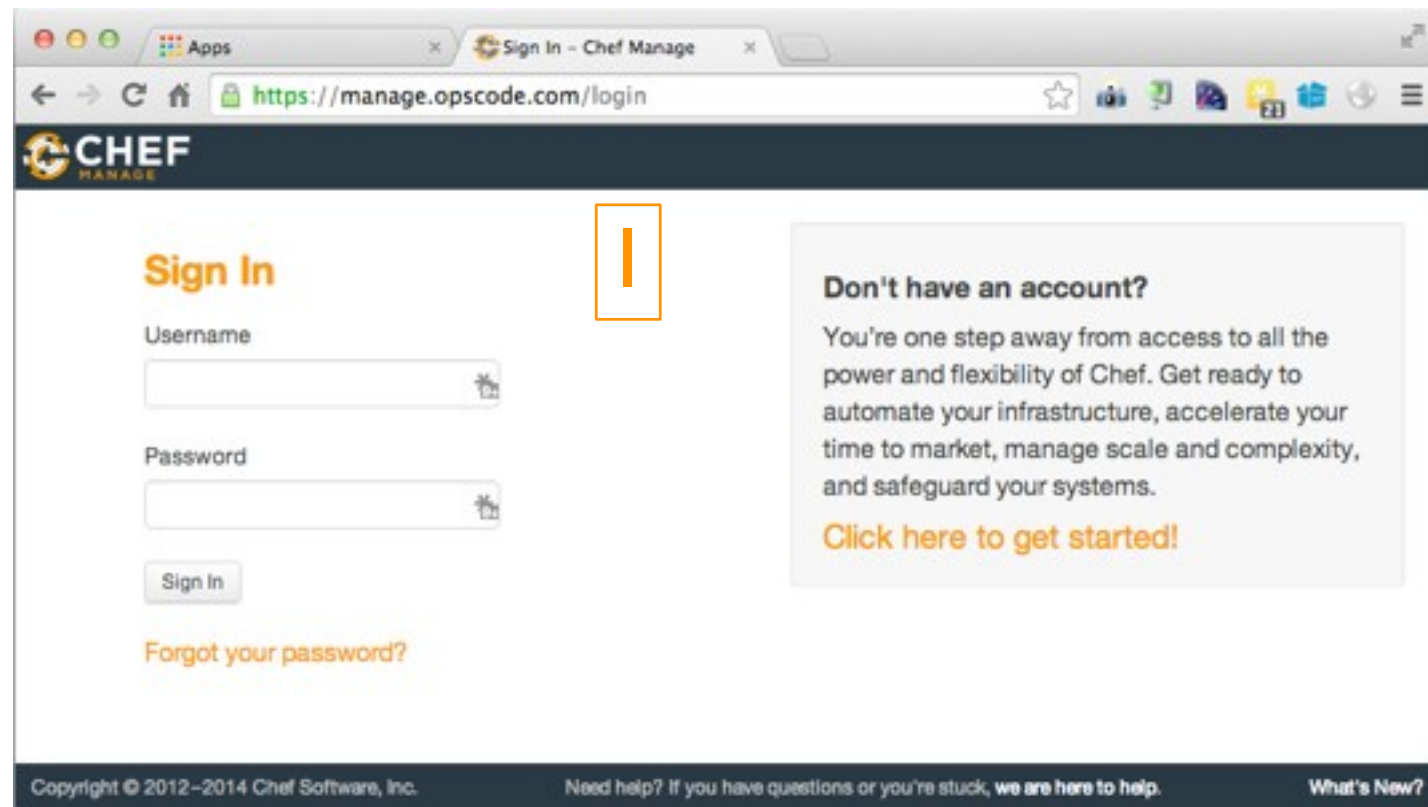 Apps
Sign In - Chef Manage
https://manage.opscode.com/login
21
CHEF
MANAGE
I
Sign In
Username
Password
Sign In
Forgot your password?
Don't have an account?
You're one step away from access to all the
power and flexibility of Chef. Get ready to
automate your infrastructure, accelerate your
time to market, manage scale and complexity,
and safeguard your systems.
Click here to get started!
Copyright © 2012–2014 Chef Software, Inc.
Need help? If you have questions or you're stuck, we are here to help.
What's New?